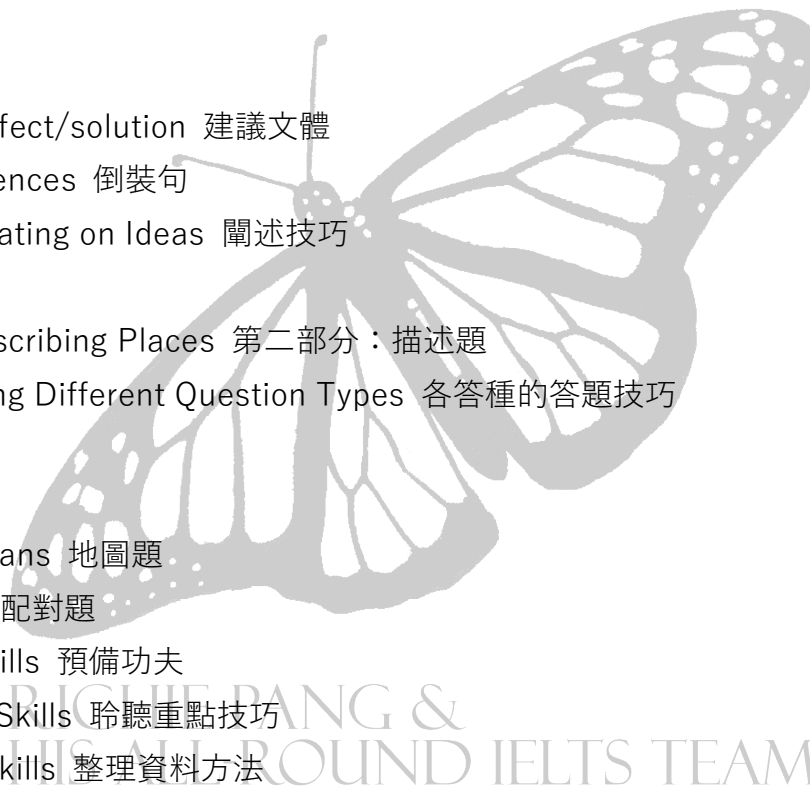 fect/solution 建議文體
ences 倒裝句
ating on Ideas 闡述技巧
scribing Places 第二部分：描述題
ng Different Question Types 各答種的答題技巧
ans 地圖題
配對題
ills 預備功夫
Skills 聆聽重點技巧
kills 整理資料方法
RICHIE PANG &
HIS ALL ROUND IELTS TEAM